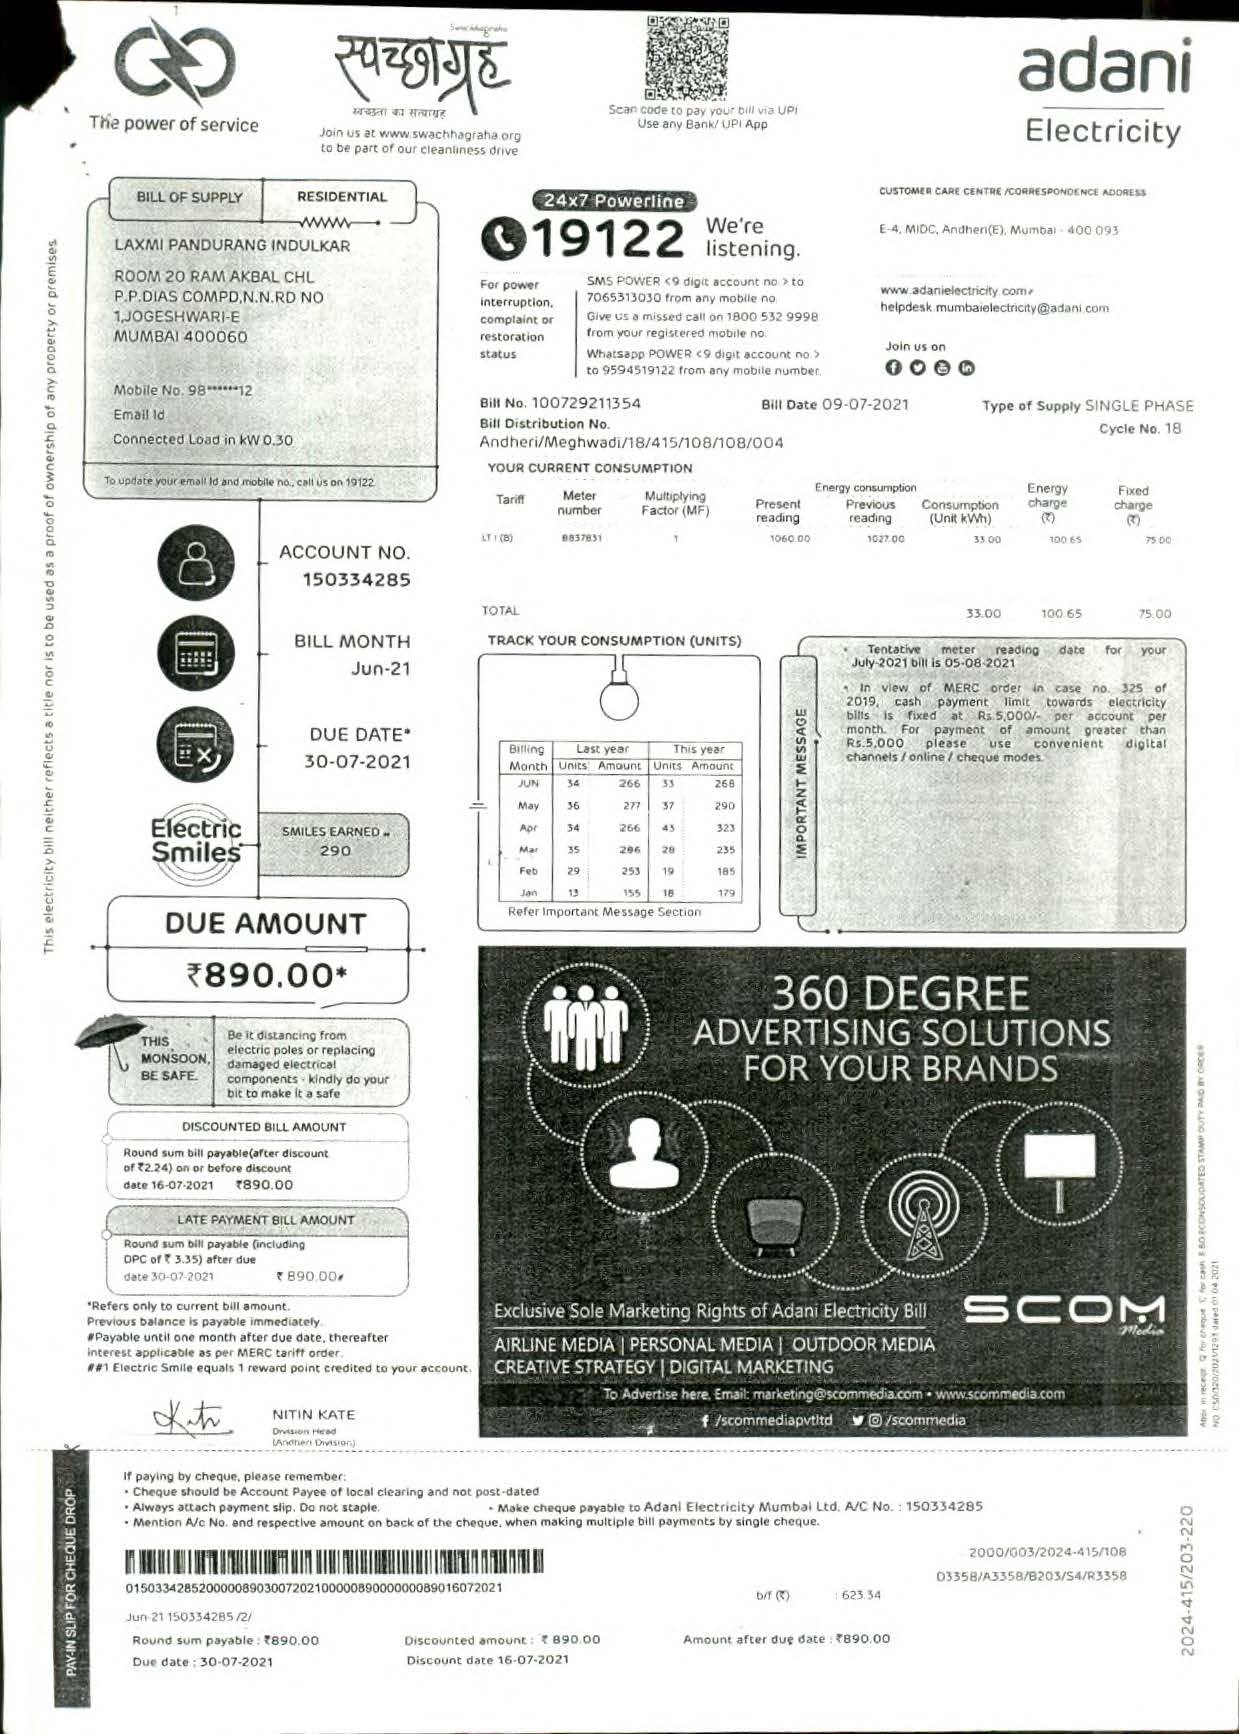 The power of service
Swachhagraha
स्वच्छाग्रह
स्वच्छता का सत्याग्रह
Join us at www.swachhagraha.org
to be part of our cleanliness drive
Scan code to pay your bill via UPI
Use any Bank/ UPI App
adani
Electricity
BILL OF SUPPLY
RESIDENTIAL
LAXMI PANDURANG INDULKAR
ROOM 20 RAM AKBAL CHL
P.P.DIAS COMPD,N.N.RD NO
1,JOGESHWARI-E
MUMBAI 400060
Mobile No. 98******12
Email Id
Connected Load in kW 0.30
To update your email Id and mobile no., call us on 19122
24x7 Powerline
19122 We're
listening.
For power
interruption,
complaint or
restoration
status
SMS POWER <9 digit account no.> to
7065313030 from any mobile no.
Give us a missed call on 1800 532 9998
from your registered mobile no.
Whatsapp POWER <9 digit account no.>
to 9594519122 from any mobile number.
CUSTOMER CARE CENTRE /CORRESPONDENCE ADDRESS
E-4, MIDC, Andheri(E), Mumbai - 400 093
www.adanielectricity.com
helpdesk.mumbaielectricity@adani.com
Join us on
Bill No. 100729211354
Bill Date 09-07-2021
Type of Supply SINGLE PHASE
Bill Distribution No.
Cycle No. 18
Andheri/Meghwadi/18/415/108/108/004
YOUR CURRENT CONSUMPTION
Tariff Meter number Multiplying Factor (MF) Energy consumption Present reading Previous reading Consumption (Unit kWh) Energy charge (₹) Fixed charge (₹)
LT I (B) 8837831 1 1060.00 1027.00 33.00 100.65 75.00
TOTAL 33.00 100.65 75.00
ACCOUNT NO.
150334285
BILL MONTH
Jun-21
DUE DATE*
30-07-2021
Electric
Smiles
SMILES EARNED
290
DUE AMOUNT
₹890.00*
TRACK YOUR CONSUMPTION (UNITS)
Billing Last year This year
Month Units Amount Units Amount
JUN 34 266 33 268
May 36 277 37 290
Apr 34 266 43 323
Mar 35 286 28 235
Feb 29 253 19 185
Jan 13 155 18 179
Refer Important Message Section
IMPORTANT MESSAGE
• Tentative meter reading date for your
July-2021 bill is 05-08-2021
• In view of MERC order in case no. 325 of
2019, cash payment limit towards electricity
bills is fixed at Rs.5,000/- per account per
month. For payment of amount greater than
Rs.5,000 please use convenient digital
channels / online / cheque modes.
THIS
MONSOON,
BE SAFE.
Be it distancing from
electric poles or replacing
damaged electrical
components - kindly do your
bit to make it a safe
DISCOUNTED BILL AMOUNT
Round sum bill payable(after discount
of ₹2.24) on or before discount
date 16-07-2021 ₹890.00
LATE PAYMENT BILL AMOUNT
Round sum bill payable (including
DPC of ₹ 3.35) after due
date 30-07-2021 ₹ 890.00#
*Refers only to current bill amount.
Previous balance is payable immediately.
#Payable until one month after due date, thereafter
interest applicable as per MERC tariff order.
##1 Electric Smile equals 1 reward point credited to your account.
NITIN KATE
Division Head
(Andheri Division)
360 DEGREE
ADVERTISING SOLUTIONS
FOR YOUR BRANDS
Exclusive Sole Marketing Rights of Adani Electricity Bill
SCOM
Media
AIRLINE MEDIA | PERSONAL MEDIA | OUTDOOR MEDIA
CREATIVE STRATEGY | DIGITAL MARKETING
To Advertise here, Email: marketing@scommedia.com • www.scommedia.com
/scommediapvtltd /scommedia
This electricity bill neither reflects a title nor is to be used as a proof of ownership of any property or premises
PAY-IN SLIP FOR CHEQUE DROP
If paying by cheque, please remember:
• Cheque should be Account Payee of local clearing and not post-dated
• Always attach payment slip. Do not staple.
• Make cheque payable to Adani Electricity Mumbai Ltd. A/C No. : 150334285
• Mention A/c No. and respective amount on back of the cheque, when making multiple bill payments by single cheque.
2000/G03/2024-415/108
D3358/A3358/B203/S4/R3358
b/f (₹) : 623.34
Jun-21 150334285 /2/
Round sum payable : ₹890.00
Discounted amount : ₹ 890.00
Amount after due date : ₹890.00
Due date : 30-07-2021
Discount date 16-07-2021
2024-415/203-220